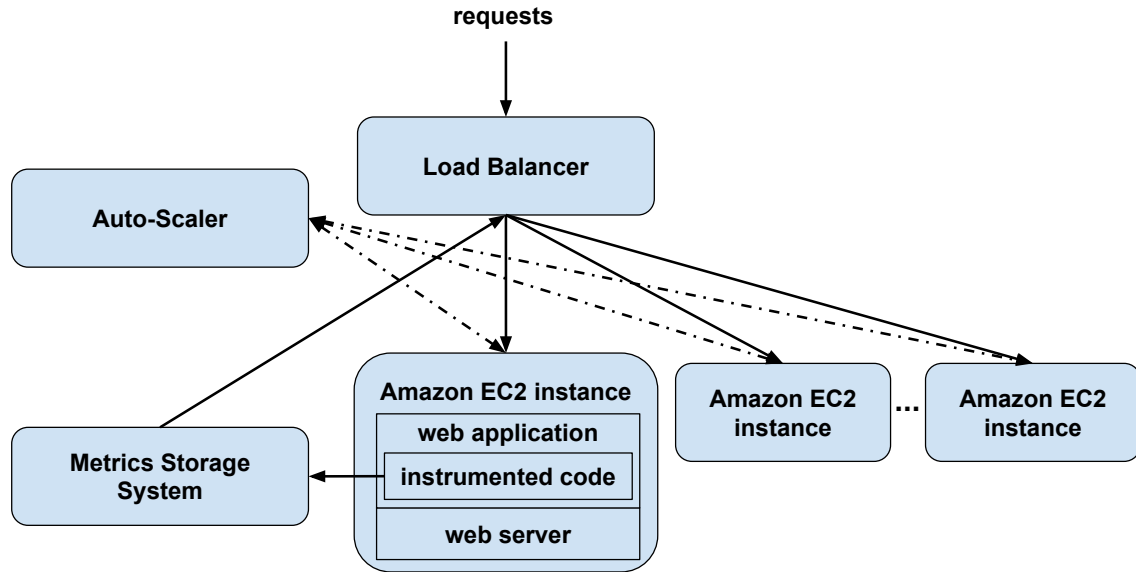 requests
Load Balancer
Auto-Scaler
Amazon EC2 instance
web application
instrumented code
web server
Metrics Storage
System
Amazon EC2
instance
...
Amazon EC2
instance